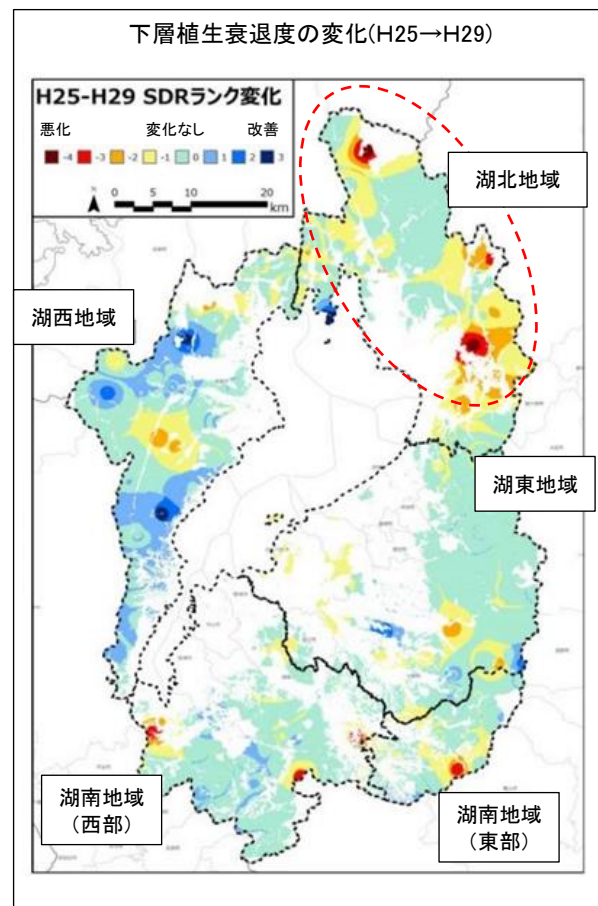 下層植生衰退度の変化(H25→H29)
H25-H29 SDRランク変化
悪化 変化なし 改善
-4 -3 -2 -1 0 1 2 3
N 0 10 20
km
湖北地域
湖西地域
湖東地域
湖南地域
(西部)
湖南地域
(東部)